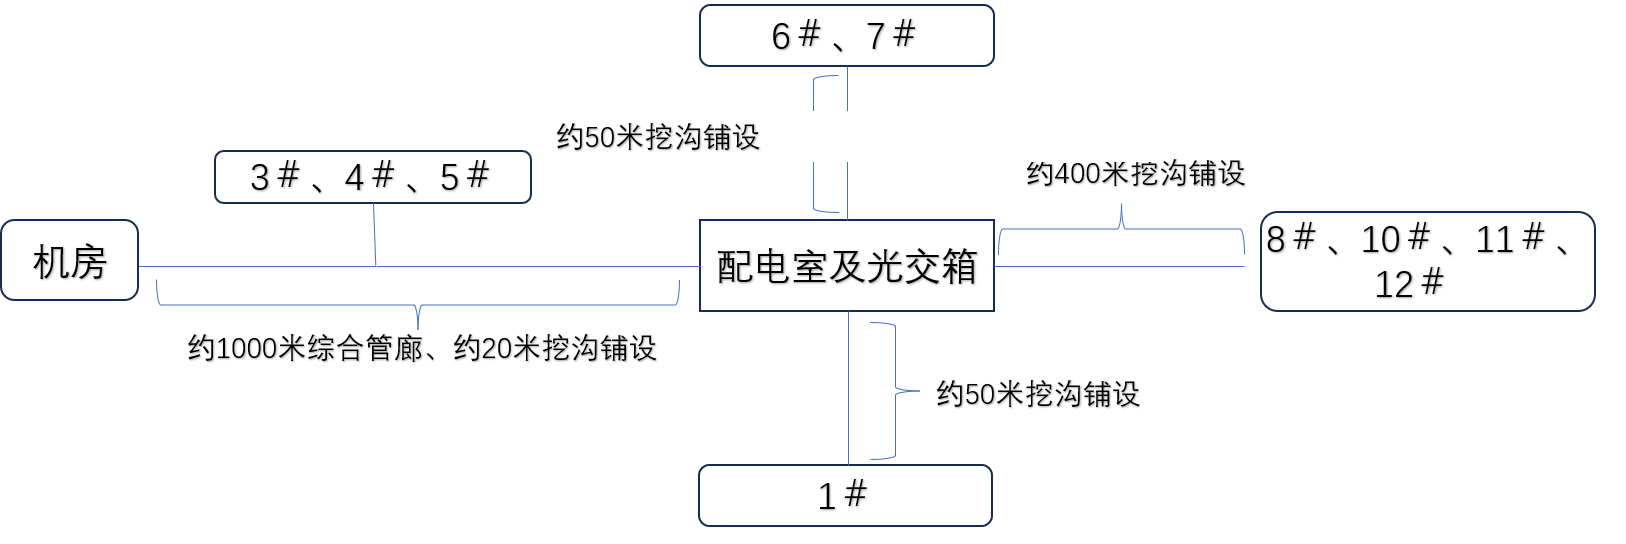 6＃、7＃
约50米挖沟铺设
3＃、4＃、5＃
约400米挖沟铺设
机房
配电室及光交箱
8＃、10＃、11＃、
12＃
约1000米综合管廊、约20米挖沟铺设
约50米挖沟铺设
1＃